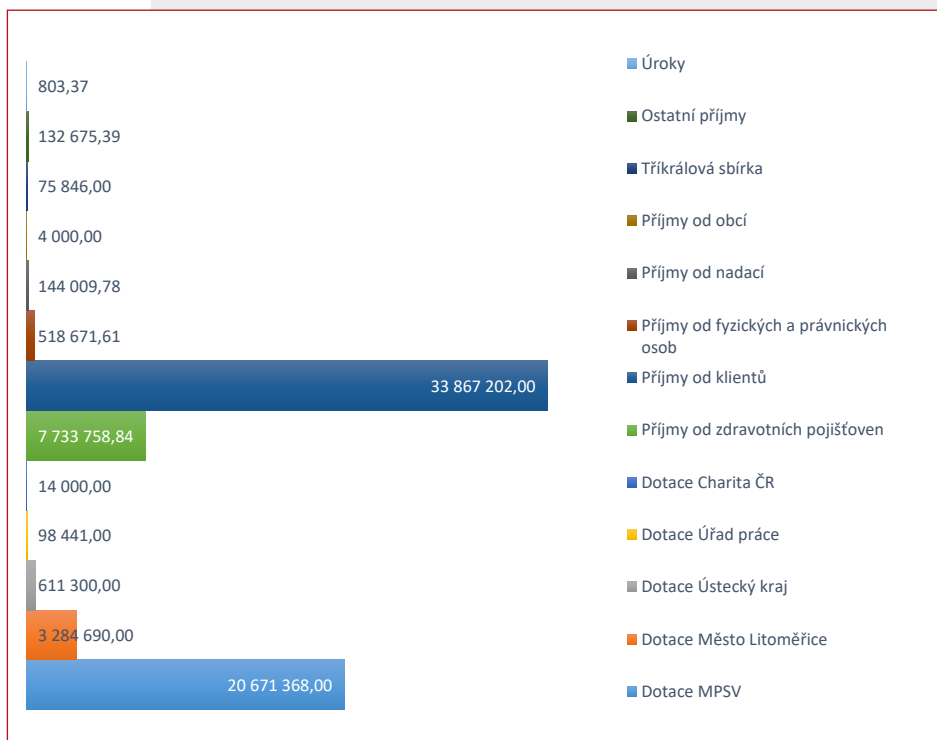 803,37
132 675,39
75 846,00
4 000,00
144 009,78
518 671,61
33 867 202,00
7 733 758,84
14 000,00
98 441,00
611 300,00
3 284 690,00
20 671 368,00
Úroky
Ostatní příjmy
Tříkrálová sbírka
Příjmy od obcí
Příjmy od nadací
Příjmy od fyzických a právnických
osob
Příjmy od klientů
Příjmy od zdravotních pojišťoven
Dotace Charita ČR
Dotace Úřad práce
Dotace Ústecký kraj
Dotace Město Litoměřice
Dotace MPSV